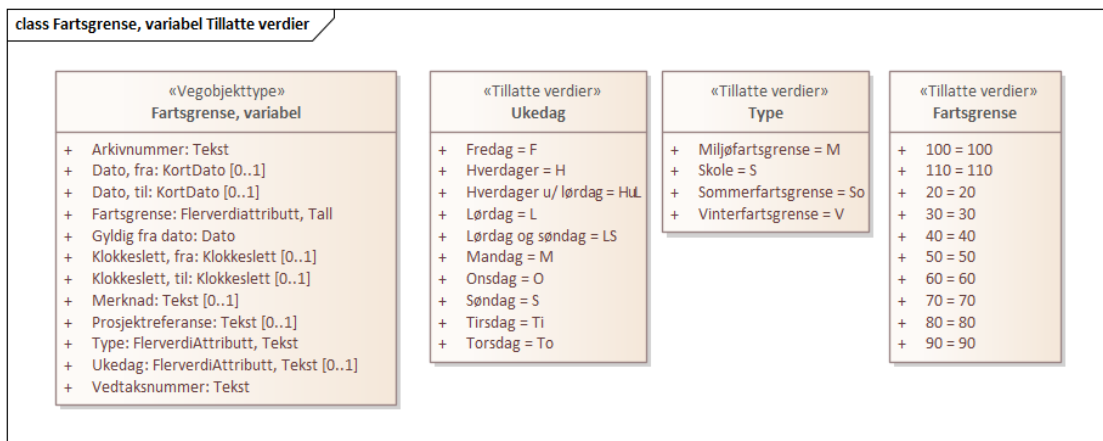 class Fartsgrense, variabel Tillatte verdier
«Vegobjekttype»
Fartsgrense, variabel
+ Arkivnummer: Tekst
+ Dato, fra: KortDato [0..1]
+ Dato, til: KortDato [0..1]
+ Fartsgrense: Flerverdiattributt, Tall
+ Gyldig fra dato: Dato
+ Klokkeslett, fra: Klokkeslett [0..1]
+ Klokkeslett, til: Klokkeslett [0..1]
+ Merknad: Tekst [0..1]
+ Prosjektreferanse: Tekst [0..1]
+ Type: FlerverdiAttributt, Tekst
+ Ukedag: FlerverdiAttributt, Tekst [0..1]
+ Vedtaksnummer: Tekst
«Tillatte verdier»
Ukedag
+ Fredag = F
+ Hverdager = H
+ Hverdager u/ lørdag = HuL
+ Lørdag = L
+ Lørdag og søndag = LS
+ Mandag = M
+ Onsdag = O
+ Søndag = S
+ Tirsdag = Ti
+ Torsdag = To
«Tillatte verdier»
Type
+ Miljøfartsgrense = M
+ Skole = S
+ Sommerfartsgrense = So
+ Vinterfartsgrense = V
«Tillatte verdier»
Fartsgrense
+ 100 = 100
+ 110 = 110
+ 20 = 20
+ 30 = 30
+ 40 = 40
+ 50 = 50
+ 60 = 60
+ 70 = 70
+ 80 = 80
+ 90 = 90